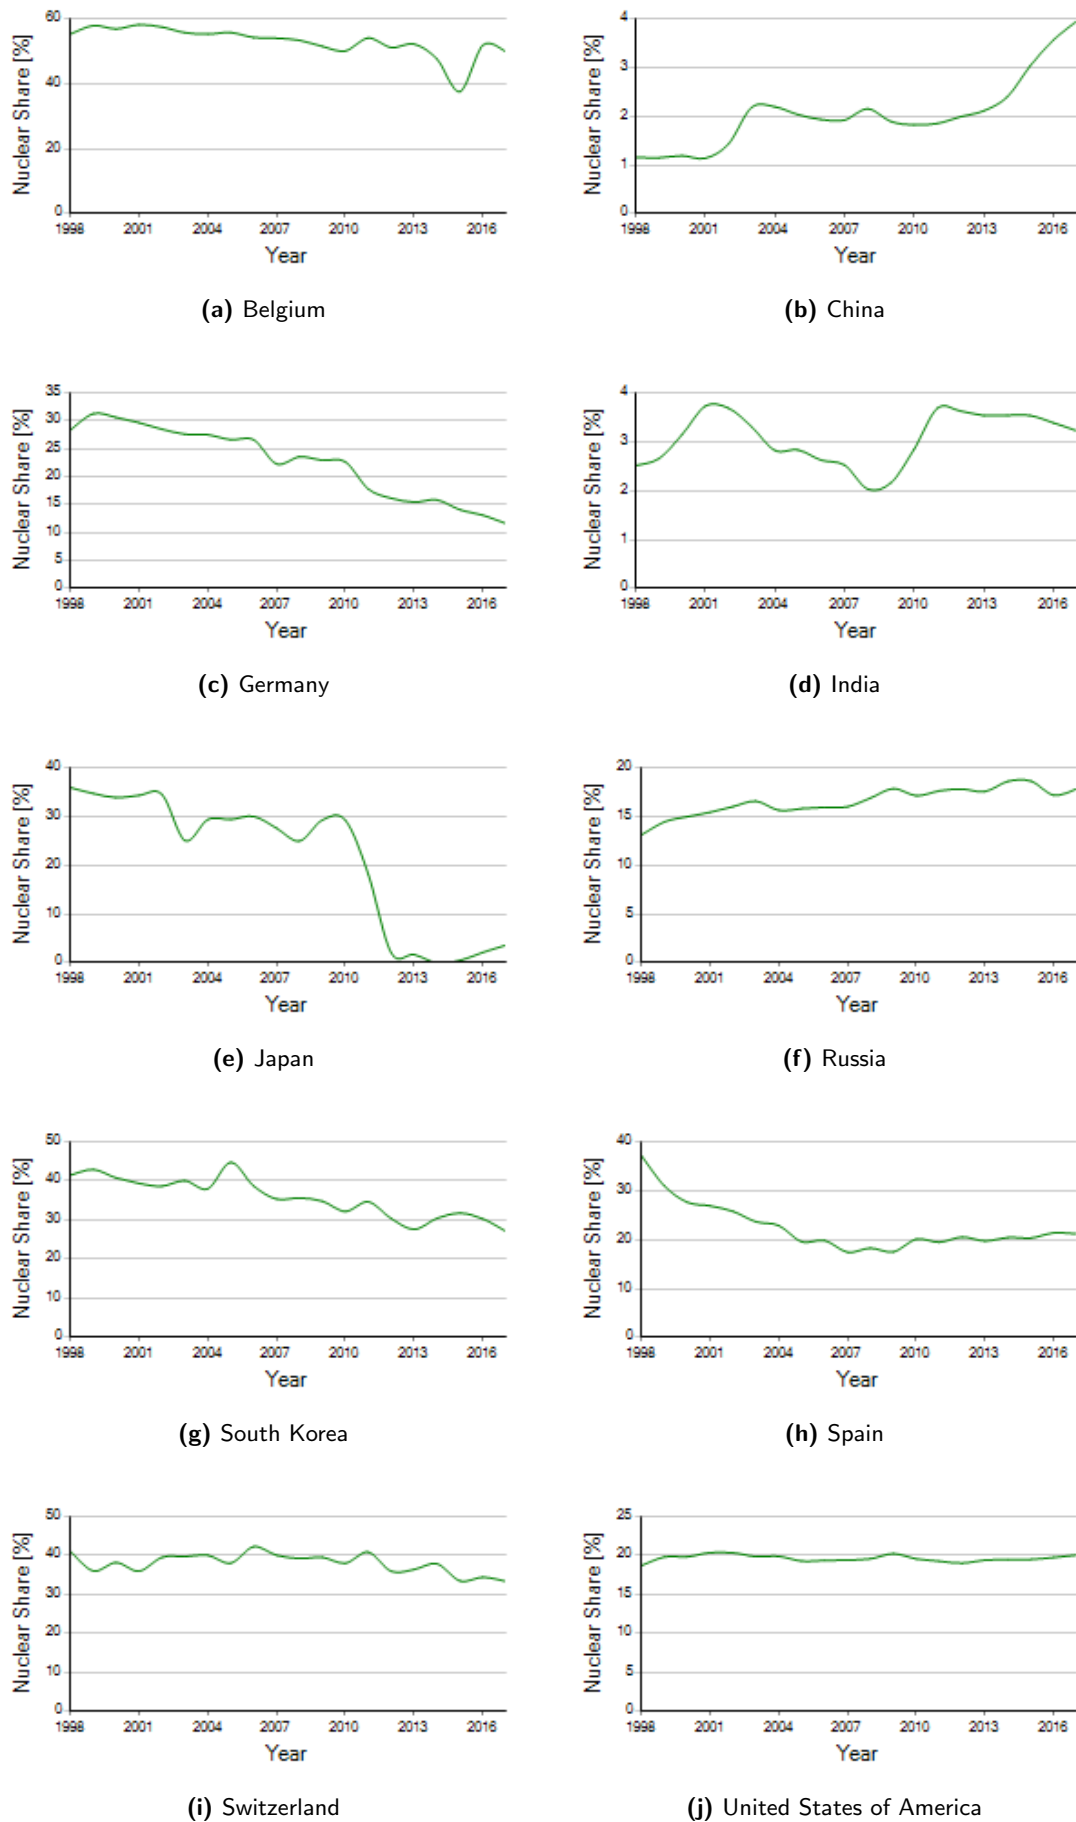 Nuclear Share [%]
60
40
20
0
1998 2001 2004 2007 2010 2013 2016
Year
(a) Belgium
Nuclear Share [%]
4
3
2
1
0
1998 2001 2004 2007 2010 2013 2016
Year
(b) China
Nuclear Share [%]
35
30
25
20
15
10
5
0
1998 2001 2004 2007 2010 2013 2016
Year
(c) Germany
Nuclear Share [%]
4
3
2
1
0
1998 2001 2004 2007 2010 2013 2016
Year
(d) India
Nuclear Share [%]
40
30
20
10
0
1998 2001 2004 2007 2010 2013 2016
Year
(e) Japan
Nuclear Share [%]
20
15
10
5
0
1998 2001 2004 2007 2010 2013 2016
Year
(f) Russia
Nuclear Share [%]
50
40
30
20
10
0
1998 2001 2004 2007 2010 2013 2016
Year
(g) South Korea
Nuclear Share [%]
40
30
20
10
0
1998 2001 2004 2007 2010 2013 2016
Year
(h) Spain
Nuclear Share [%]
50
40
30
20
10
0
1998 2001 2004 2007 2010 2013 2016
Year
(i) Switzerland
Nuclear Share [%]
25
20
15
10
5
0
1998 2001 2004 2007 2010 2013 2016
Year
(j) United States of America